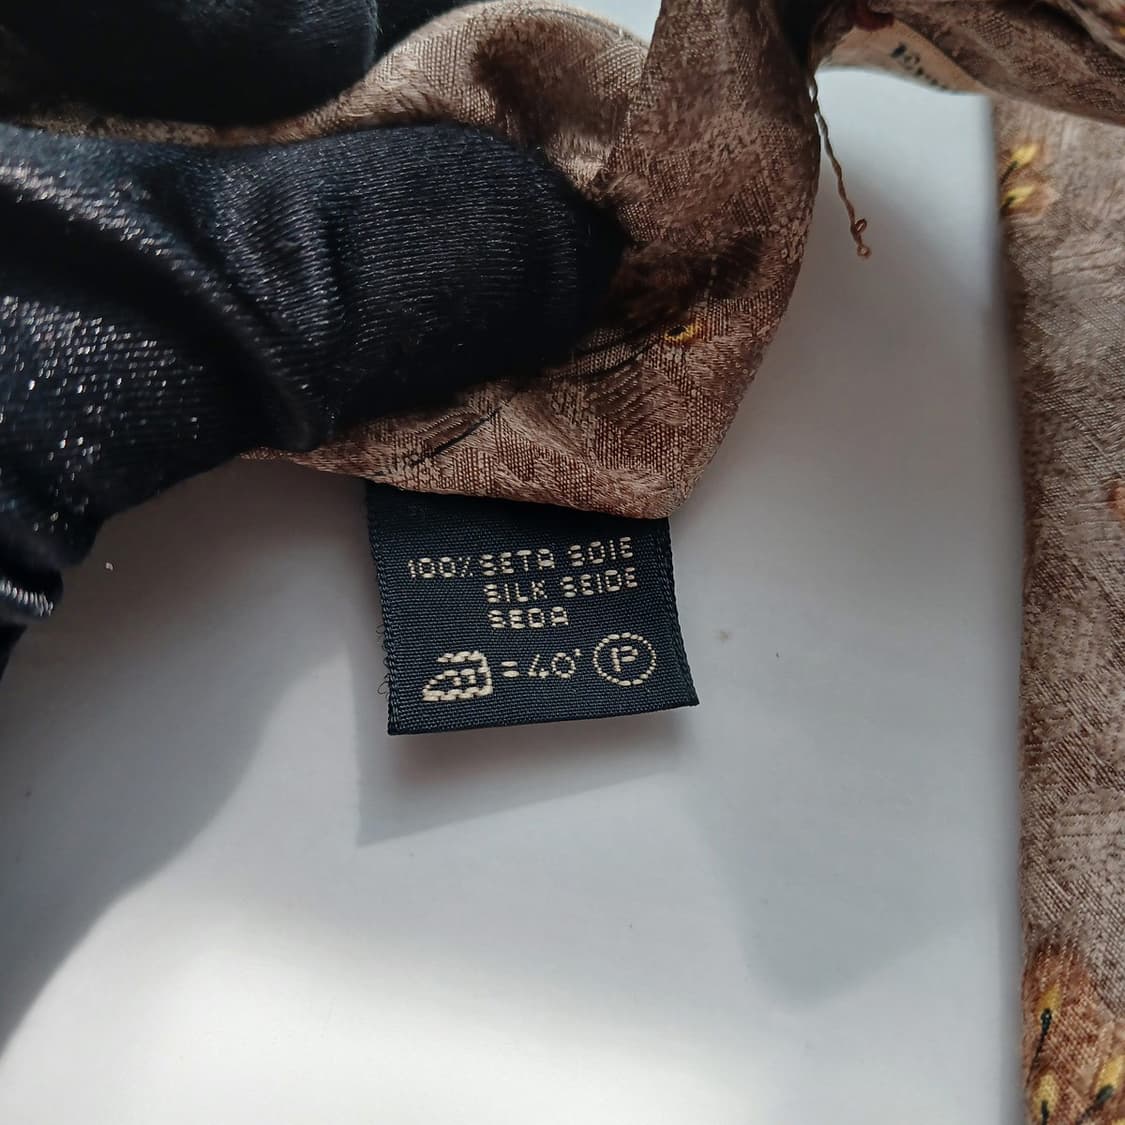 100% SETA SOIE
SILK SEIDE
SEDA
= 40° P